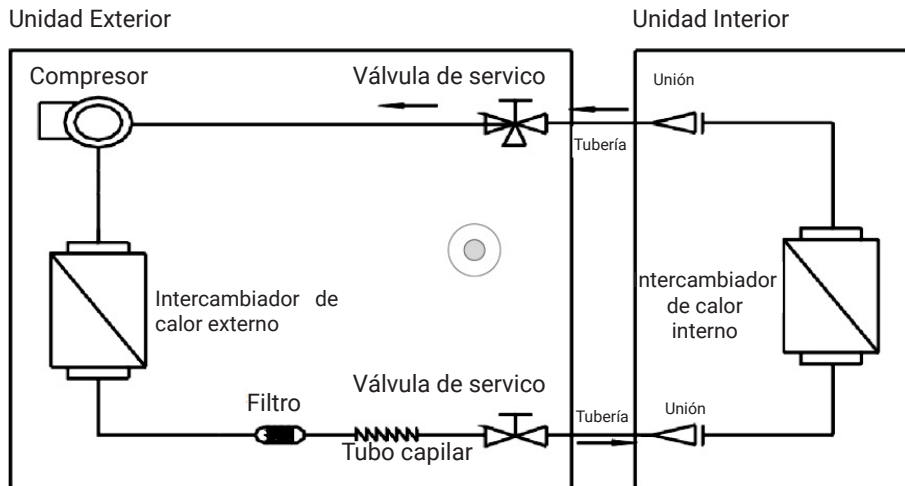 Unidad Exterior
Unidad Interior
Compresor
Válvula de servico
Unión
Tubería
Intercambiador de
calor externo
ntercambiador
de calor
interno
Filtro
Válvula de servico
Tubería
Unión
Tubo capilar